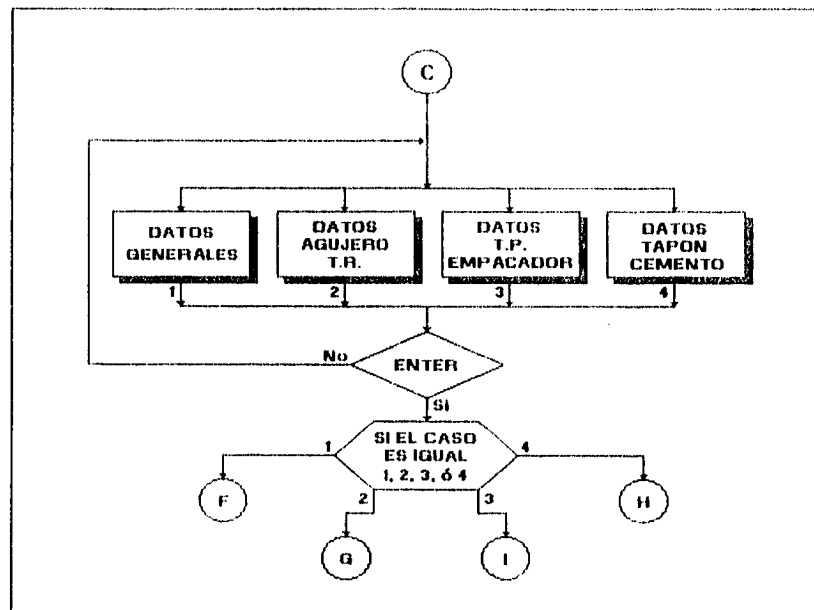 C
DATOS
GENERALES
1
DATOS
AGUJERO
T.R.
2
DATOS
T.P.
EMPACADOR
3
DATOS
TAPON
CEMENTO
4
No
ENTER
SI
SI EL CASO
ES IGUAL
1, 2, 3, ó 4
1
4
2
3
F
H
G
I